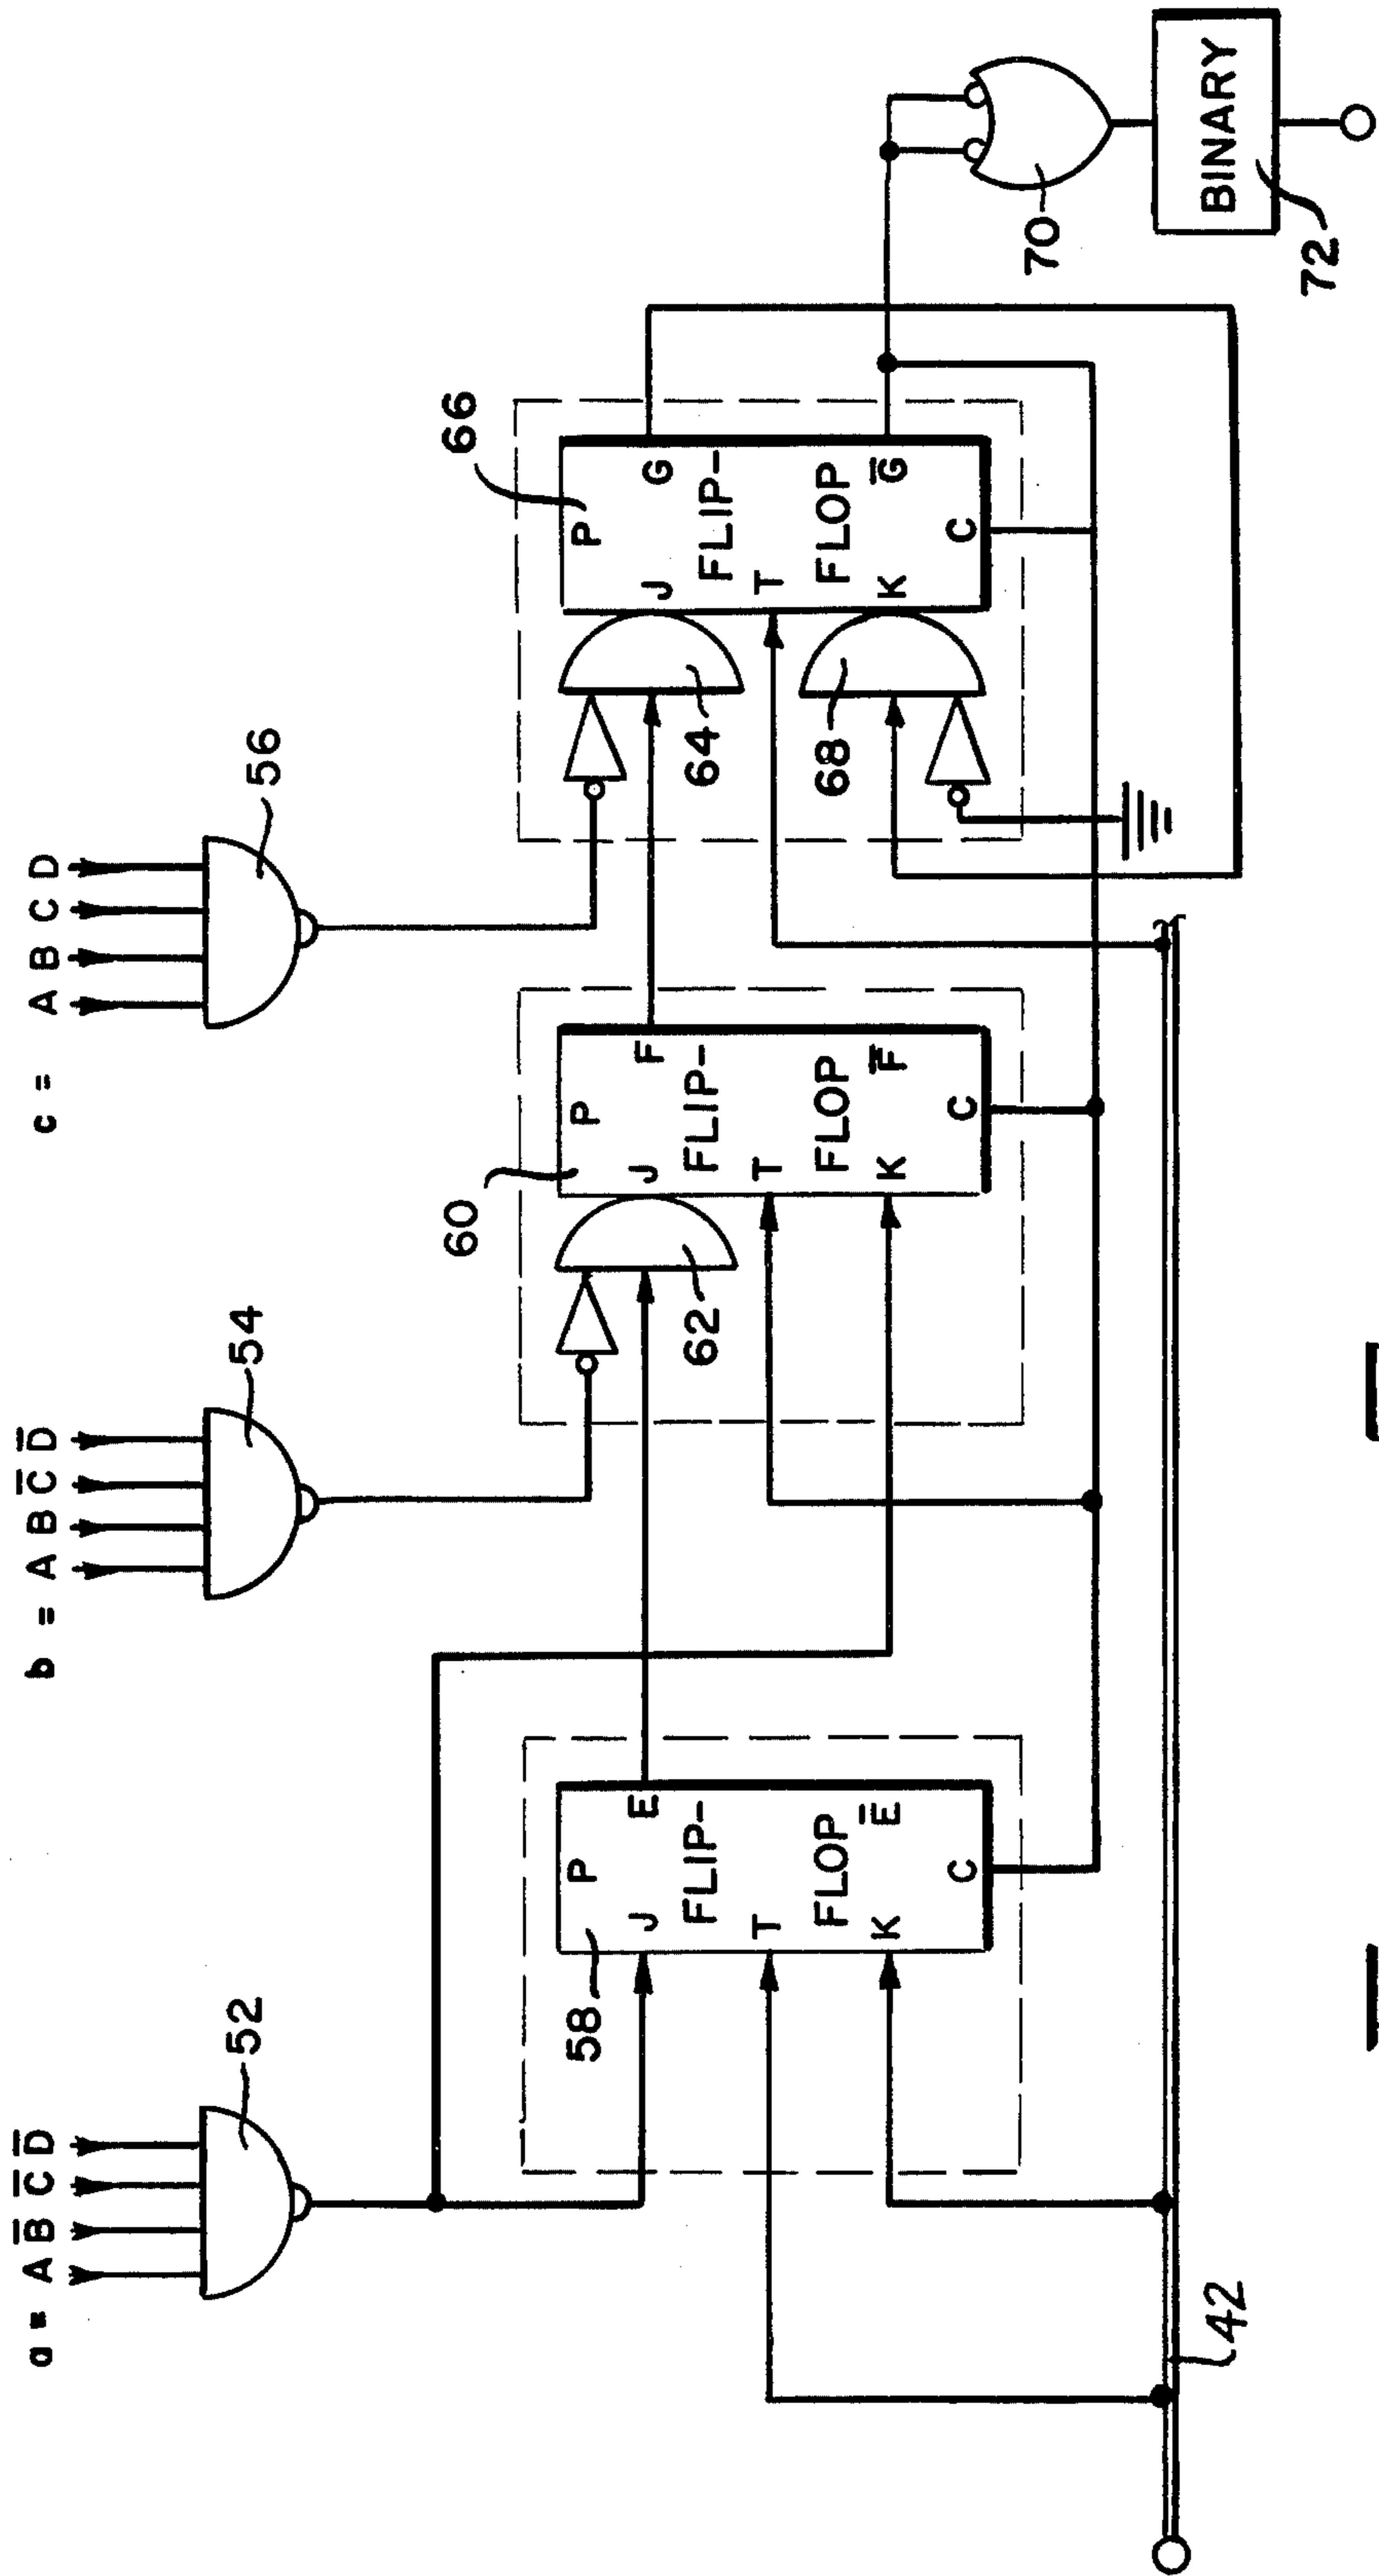 a = A B̅ C̅ D̅
52
b = A B C̅ D̅
54
c = A B C D
56
58
P
J
E
FLIP-
T
FLOP
K
E̅
C
60
62
P
J
F
FLIP-
T
FLOP
K
F̅
C
64
66
68
P
J
G
FLIP-
T
FLOP
K
G̅
C
70
BINARY
72
42